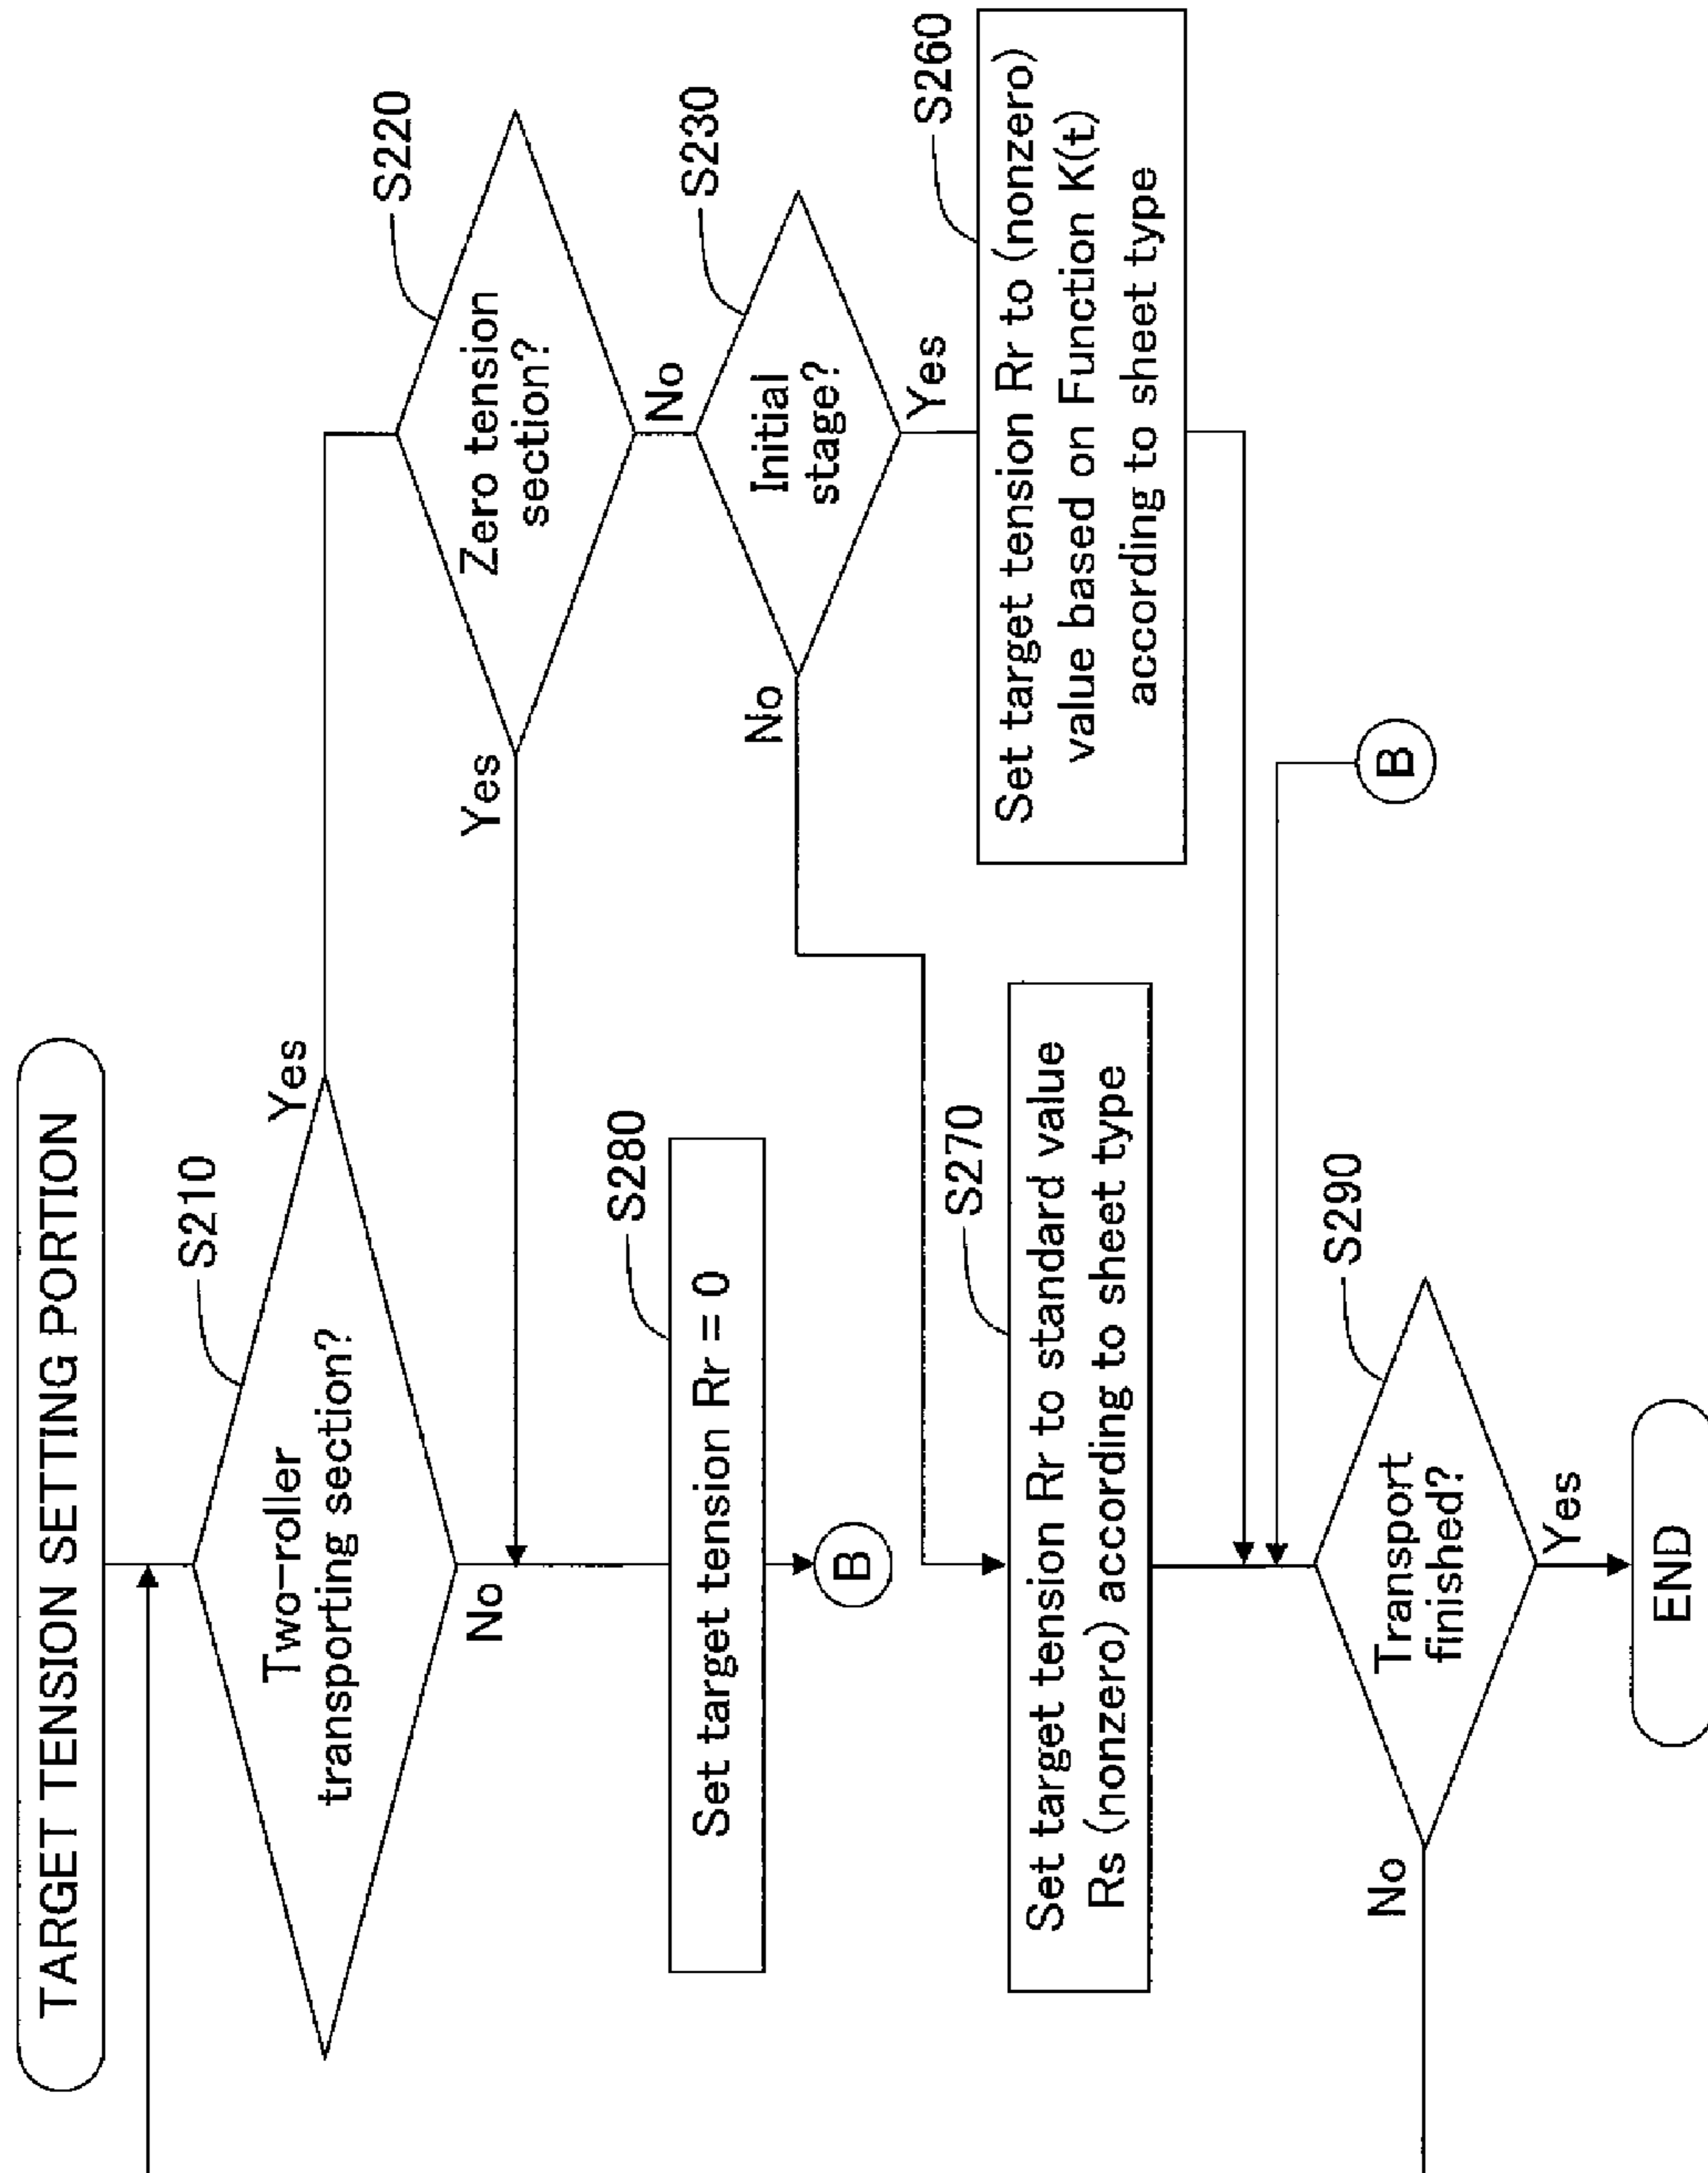 TARGET TENSION SETTING PORTION
S210
Two-roller
transporting section?
Yes
No
S220
Zero tension
section?
Yes
No
S230
Initial
stage?
No
Yes
S280
Set target tension Rr = 0
B
S260
Set target tension Rr to (nonzero)
value based on Function K(t)
according to sheet type
S270
Set target tension Rr to standard value
Rs (nonzero) according to sheet type
B
S290
Transport
finished?
No
Yes
END